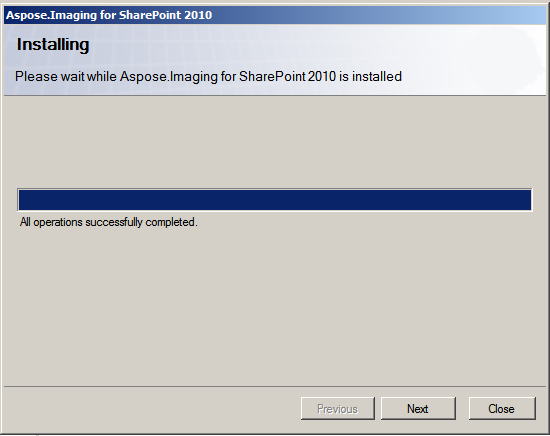 Aspose.Imaging for SharePoint 2010
Installing
Please wait while Aspose.Imaging for SharePoint 2010 is installed
All operations successfully completed.
Previous Next Close